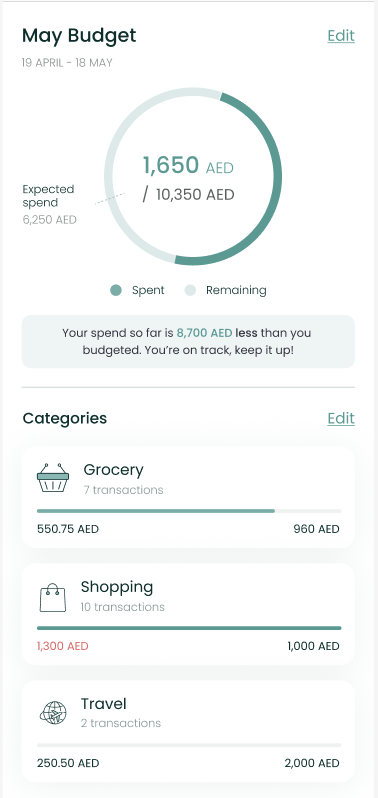 May Budget
Edit
19 APRIL - 18 MAY
1,650 AED
/ 10,350 AED
Expected
spend
6,250 AED
Spent
Remaining
Your spend so far is 8,700 AED less than you
budgeted. You’re on track, keep it up!
Categories
Edit
Grocery
7 transactions
550.75 AED
960 AED
Shopping
10 transactions
1,300 AED
1,000 AED
Travel
2 transactions
250.50 AED
2,000 AED